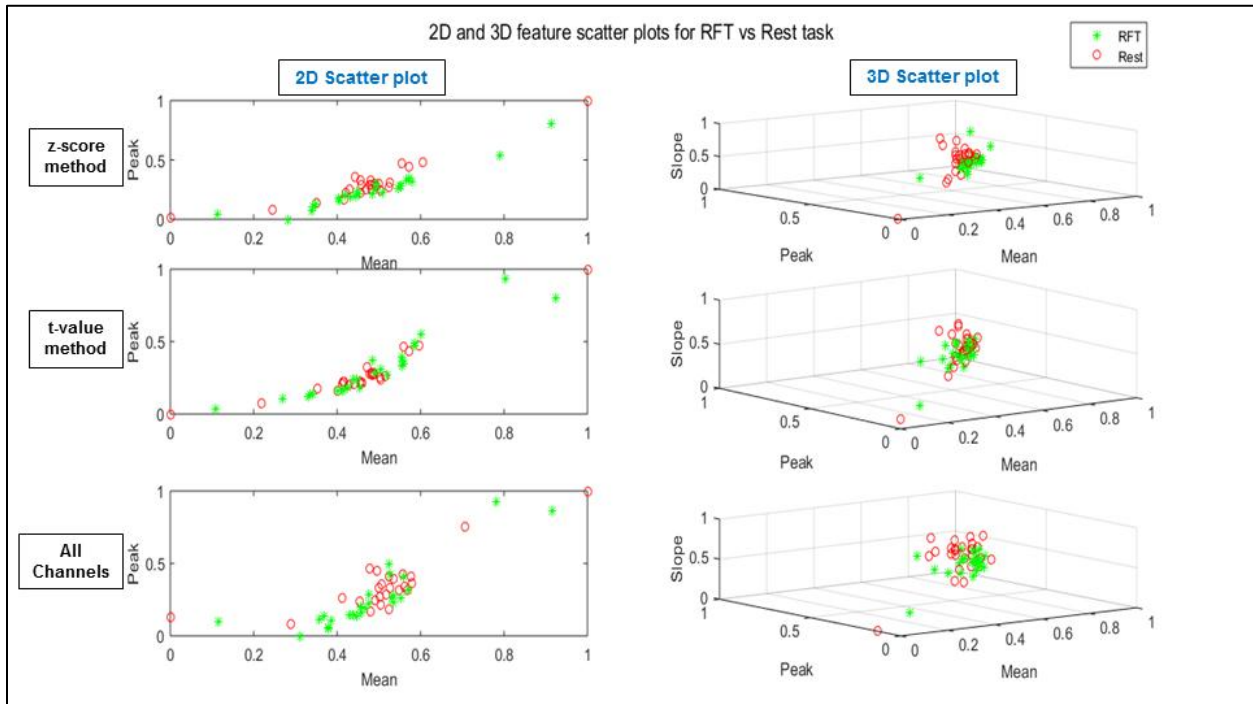 2D and 3D feature scatter plots for RFT vs Rest task
RFT
Rest
2D Scatter plot
3D Scatter plot
z-score
method
Peak
1
0.5
0
0 0.2 0.4 0.6 0.8 1
Mean
Slope
1
0.5
0
1
0.5
0
Peak
0 0.2 0.4 0.6 0.8 1
Mean
t-value
method
Peak
1
0.5
0
0 0.2 0.4 0.6 0.8 1
Mean
Slope
1
0.5
0
1
0.5
0
Peak
0 0.2 0.4 0.6 0.8 1
Mean
All
Channels
Peak
1
0.5
0
0 0.2 0.4 0.6 0.8 1
Mean
Slope
1
0.5
0
1
0.5
0
Peak
0 0.2 0.4 0.6 0.8 1
Mean